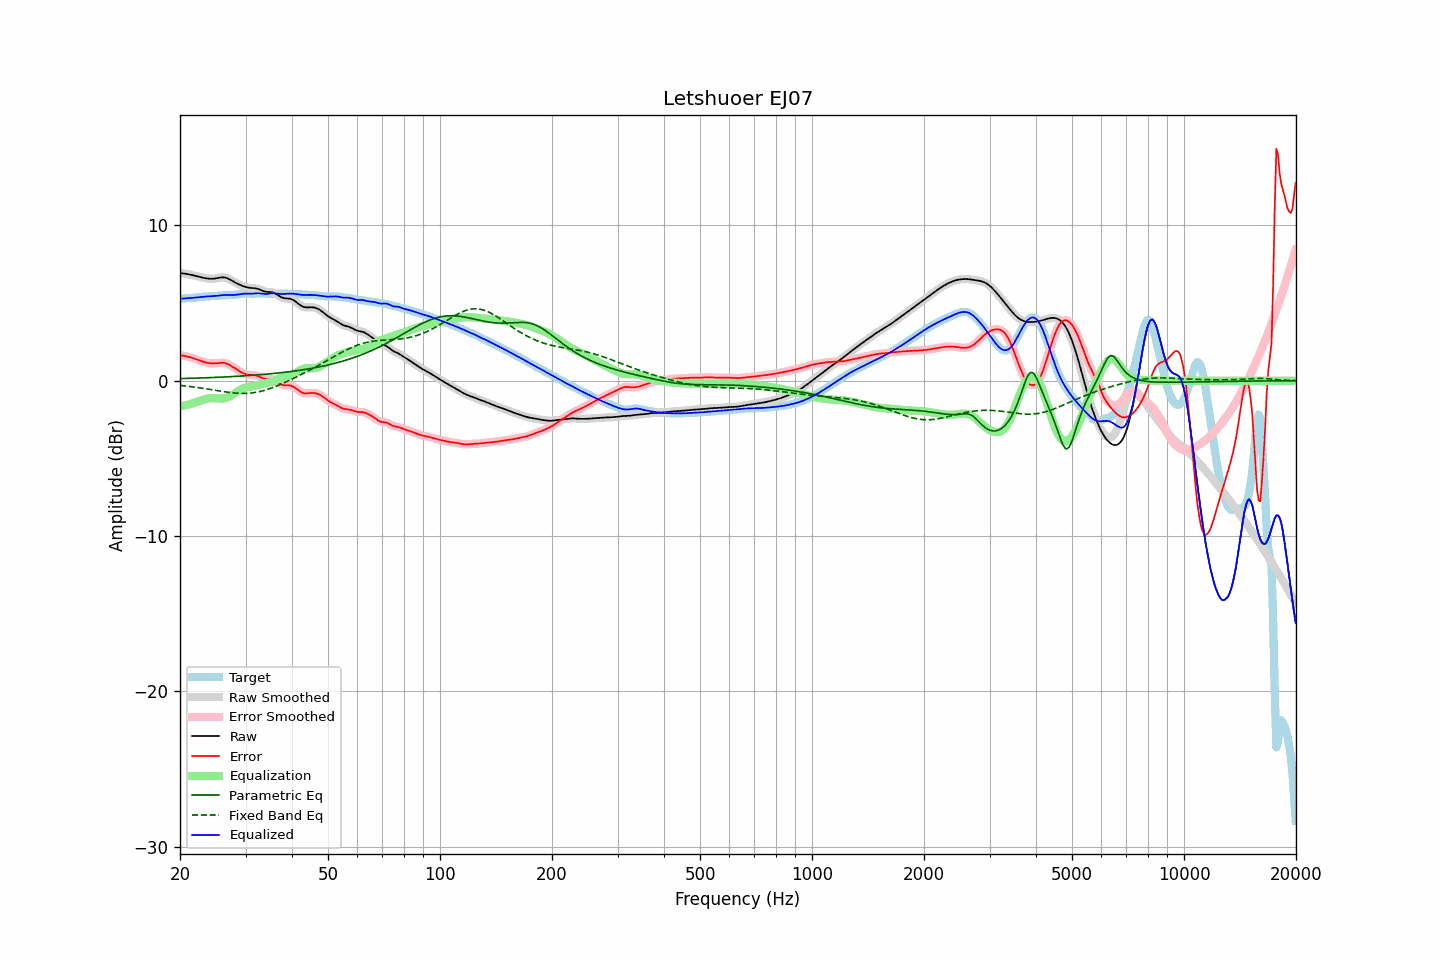 Letshuoer EJ07
Amplitude (dBr)
10
0
−10
−20
−30
Target
Raw Smoothed
Error Smoothed
Raw
Error
Equalization
Parametric Eq
Fixed Band Eq
Equalized
20 50 100 200 500 1000 2000 5000 10000 20000
Frequency (Hz)